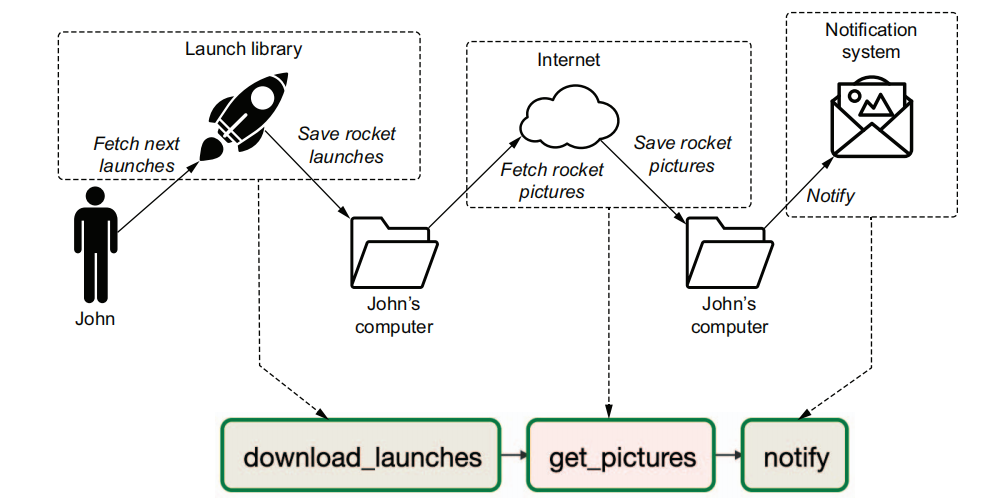 Launch library
Fetch next
launches
Save rocket
launches
John
John’s
computer
Internet
Fetch rocket
pictures
Save rocket
pictures
John’s
computer
Notification
system
Notify
download_launches
get_pictures
notify